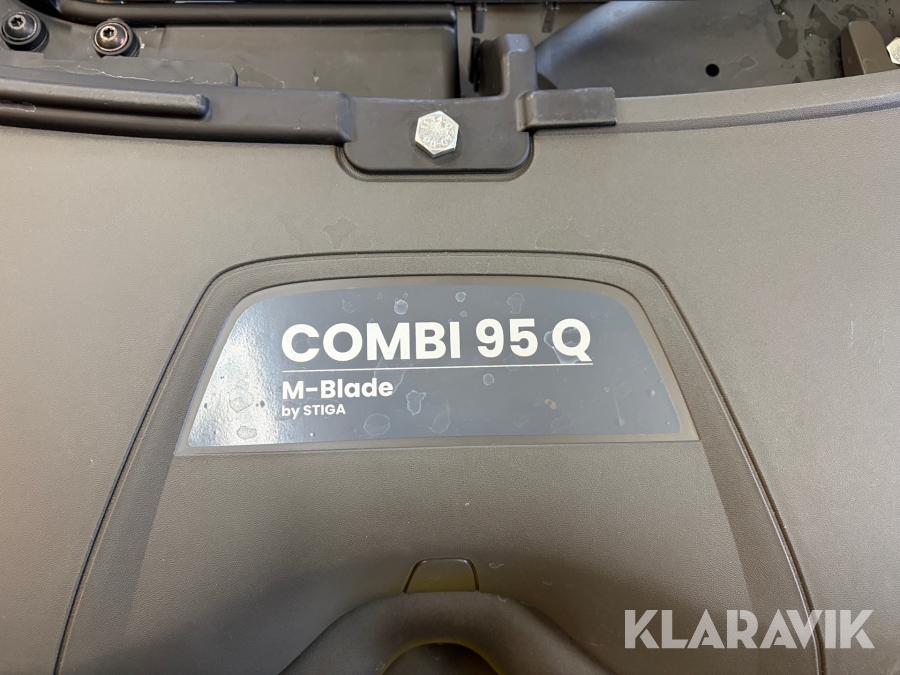 COMBI 95 Q
M-Blade
by STIGA
KLARAVIK